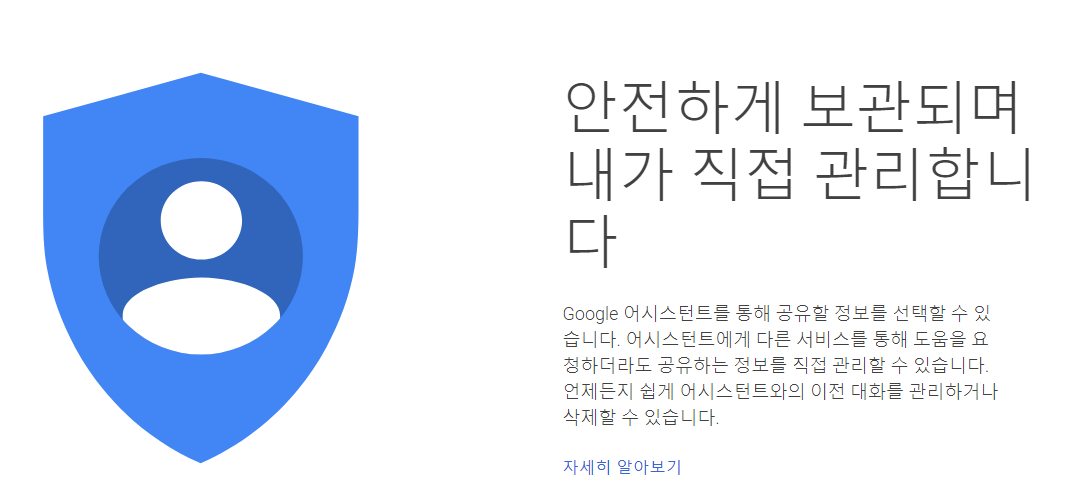 안전하게 보관되며
내가 직접 관리합니
다
Google 어시스턴트를 통해 공유할 정보를 선택할 수 있
습니다. 어시스턴트에게 다른 서비스를 통해 도움을 요
청하더라도 공유하는 정보를 직접 관리할 수 있습니다.
언제든지 쉽게 어시스턴트와의 이전 대화를 관리하거나
삭제할 수 있습니다.
자세히 알아보기